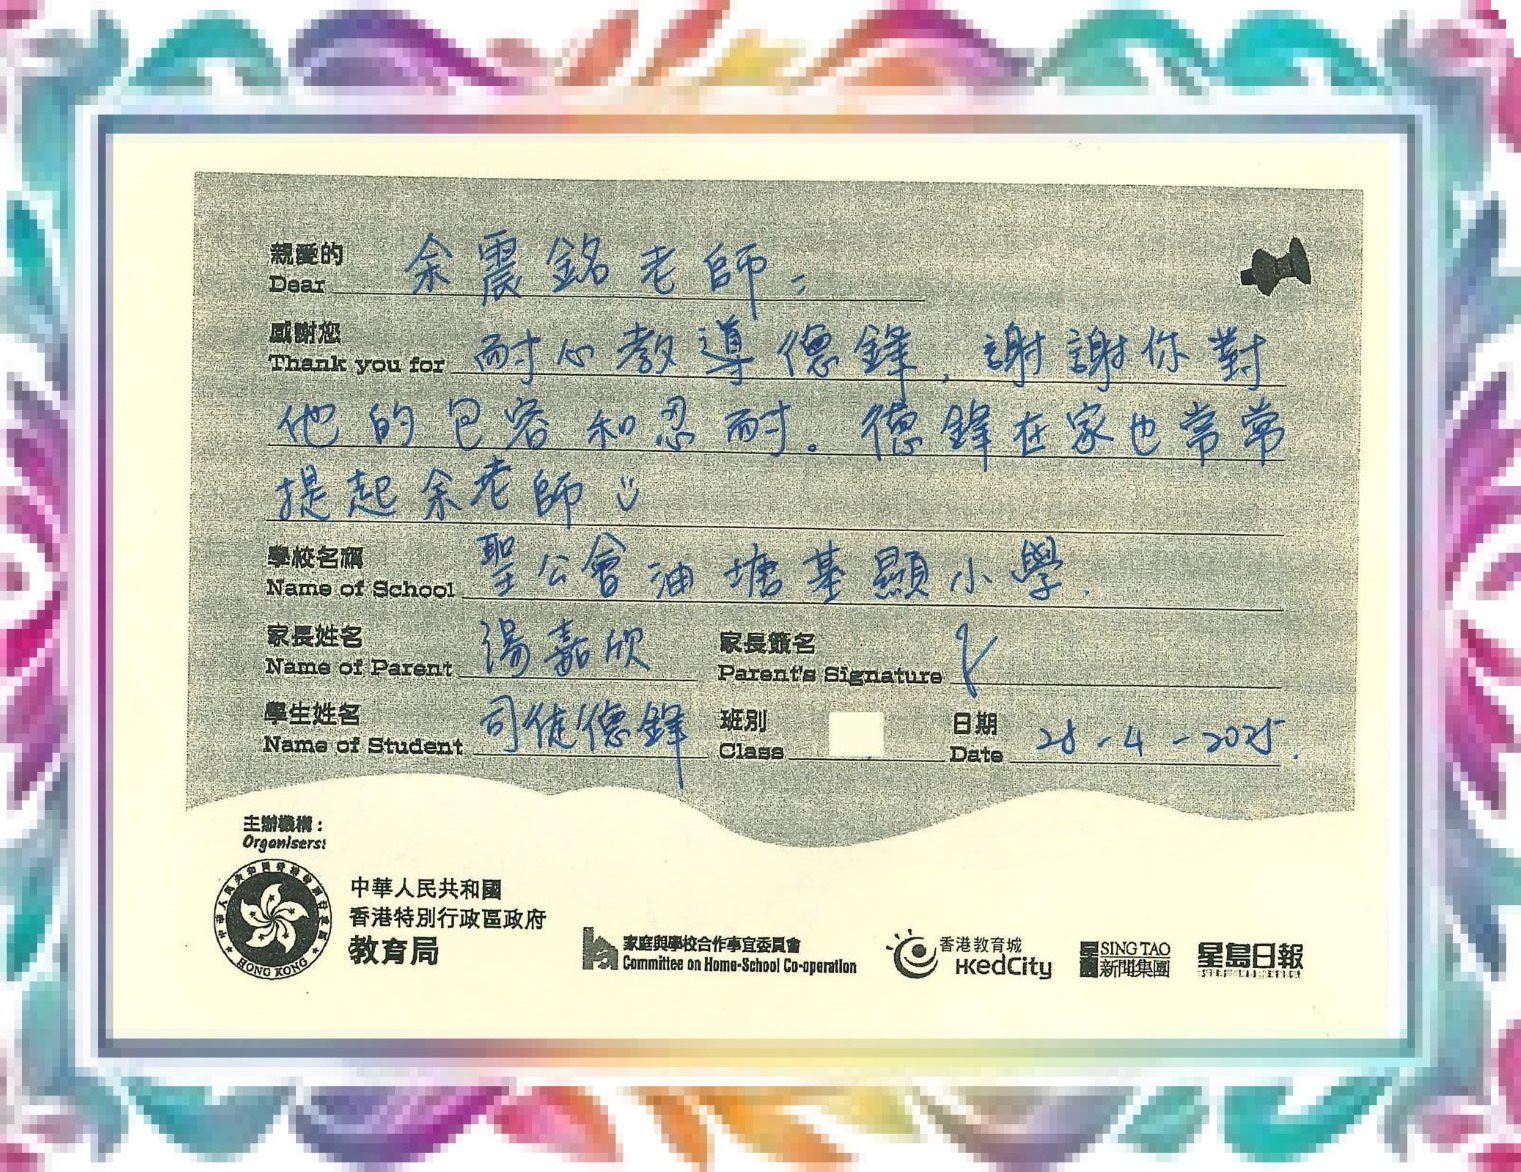 親愛的 余震銘老師：
Dear
感謝您 耐心教導德鋒，謝謝你對
Thank you for
他的包容和忍耐。德鋒在家也常常
提起余老師
學校名稱 聖公會油塘基顯小學.
Name of School
家長姓名 湯嘉欣 家長簽名
Name of Parent Parent's Signature
學生姓名 司徒德鋒 班別 日期 28-4-2025.
Name of Student Class Date
主辦機構：
Organisers:
中華人民共和國
香港特別行政區政府
教育局
HONG KONG
家庭與學校合作事宜委員會
Committee on Home-School Co-operation
香港教育城
HKedCity
星島 SING TAO
新聞集團
星島日報